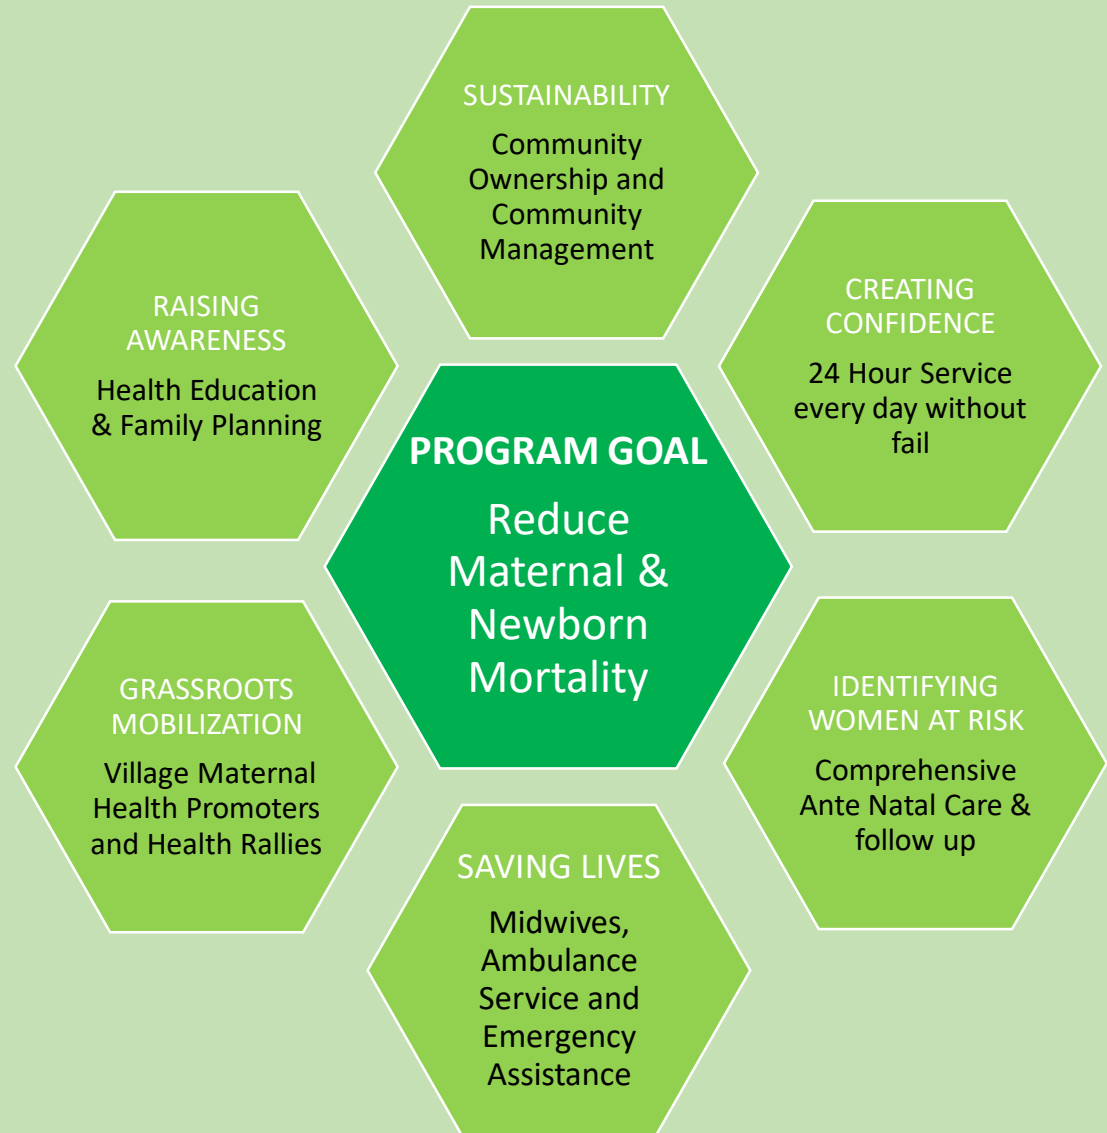 SUSTAINABILITY
Community
Ownership and
Community
Management
RAISING
AWARENESS
Health Education
& Family Planning
CREATING
CONFIDENCE
24 Hour Service
every day without
fail
PROGRAM GOAL
Reduce
Maternal &
Newborn
Mortality
GRASSROOTS
MOBILIZATION
Village Maternal
Health Promoters
and Health Rallies
IDENTIFYING
WOMEN AT RISK
Comprehensive
Ante Natal Care &
follow up
SAVING LIVES
Midwives,
Ambulance
Service and
Emergency
Assistance